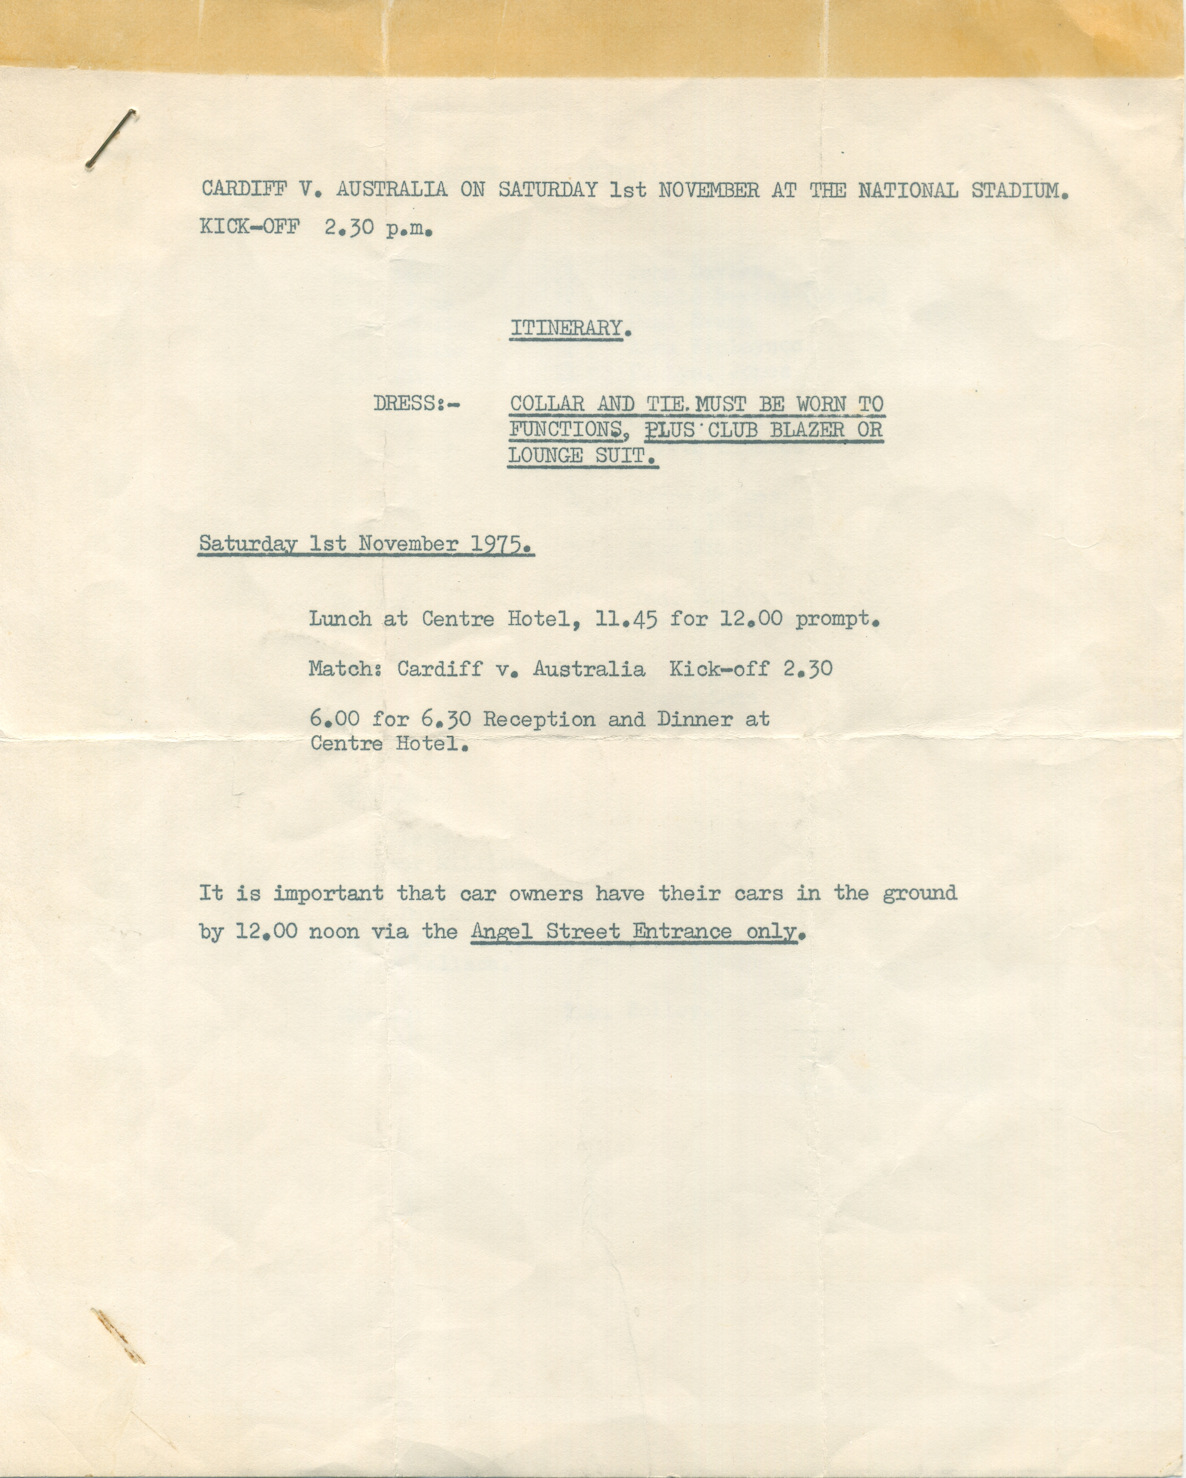 CARDIFF V. AUSTRALIA ON SATURDAY 1st NOVEMBER AT THE NATIONAL STADIUM.
KICK-OFF 2.30 p.m.
ITINERARY.
DRESS:- COLLAR AND TIE.MUST BE WORN TO
FUNCTIONS, PLUS CLUB BLAZER OR
LOUNGE SUIT.
Saturday 1st November 1975.
Lunch at Centre Hotel, 11.45 for 12.00 prompt.
Match: Cardiff v. Australia Kick-off 2.30
6.00 for 6.30 Reception and Dinner at
Centre Hotel.
It is important that car owners have their cars in the ground
by 12.00 noon via the Angel Street Entrance only.